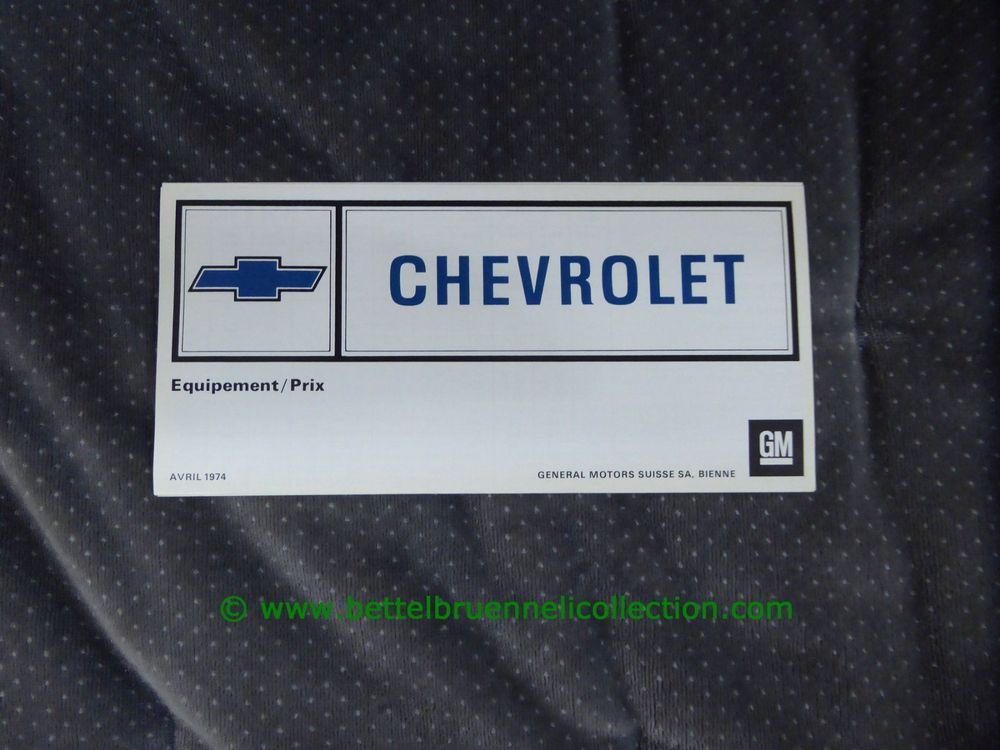 CHEVROLET
Equipement/Prix
GM
AVRIL 1974
GENERAL MOTORS SUISSE SA, BIENNE
© www.bettelbruennelicollection.com